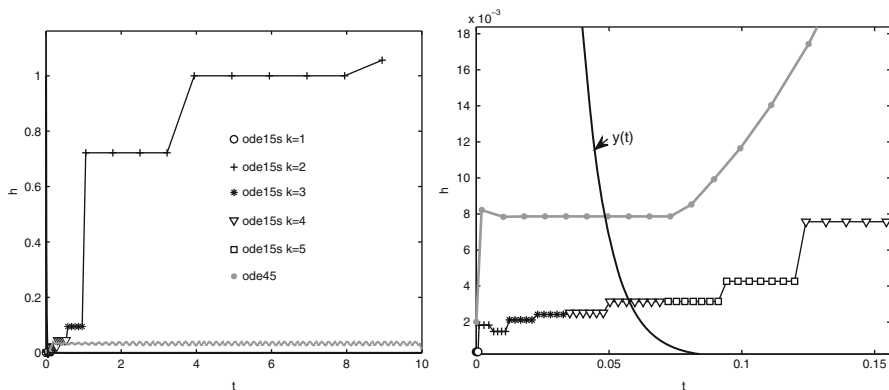 1
0.8
0.6
0.4
0.2
0
h
0 2 4 6 8 10
t
ode15s k=1
ode15s k=2
ode15s k=3
ode15s k=4
ode15s k=5
ode45
x 10⁻³
18
16
14
12
10
8
6
4
2
h
y(t)
0 0.05 0.1 0.15
t